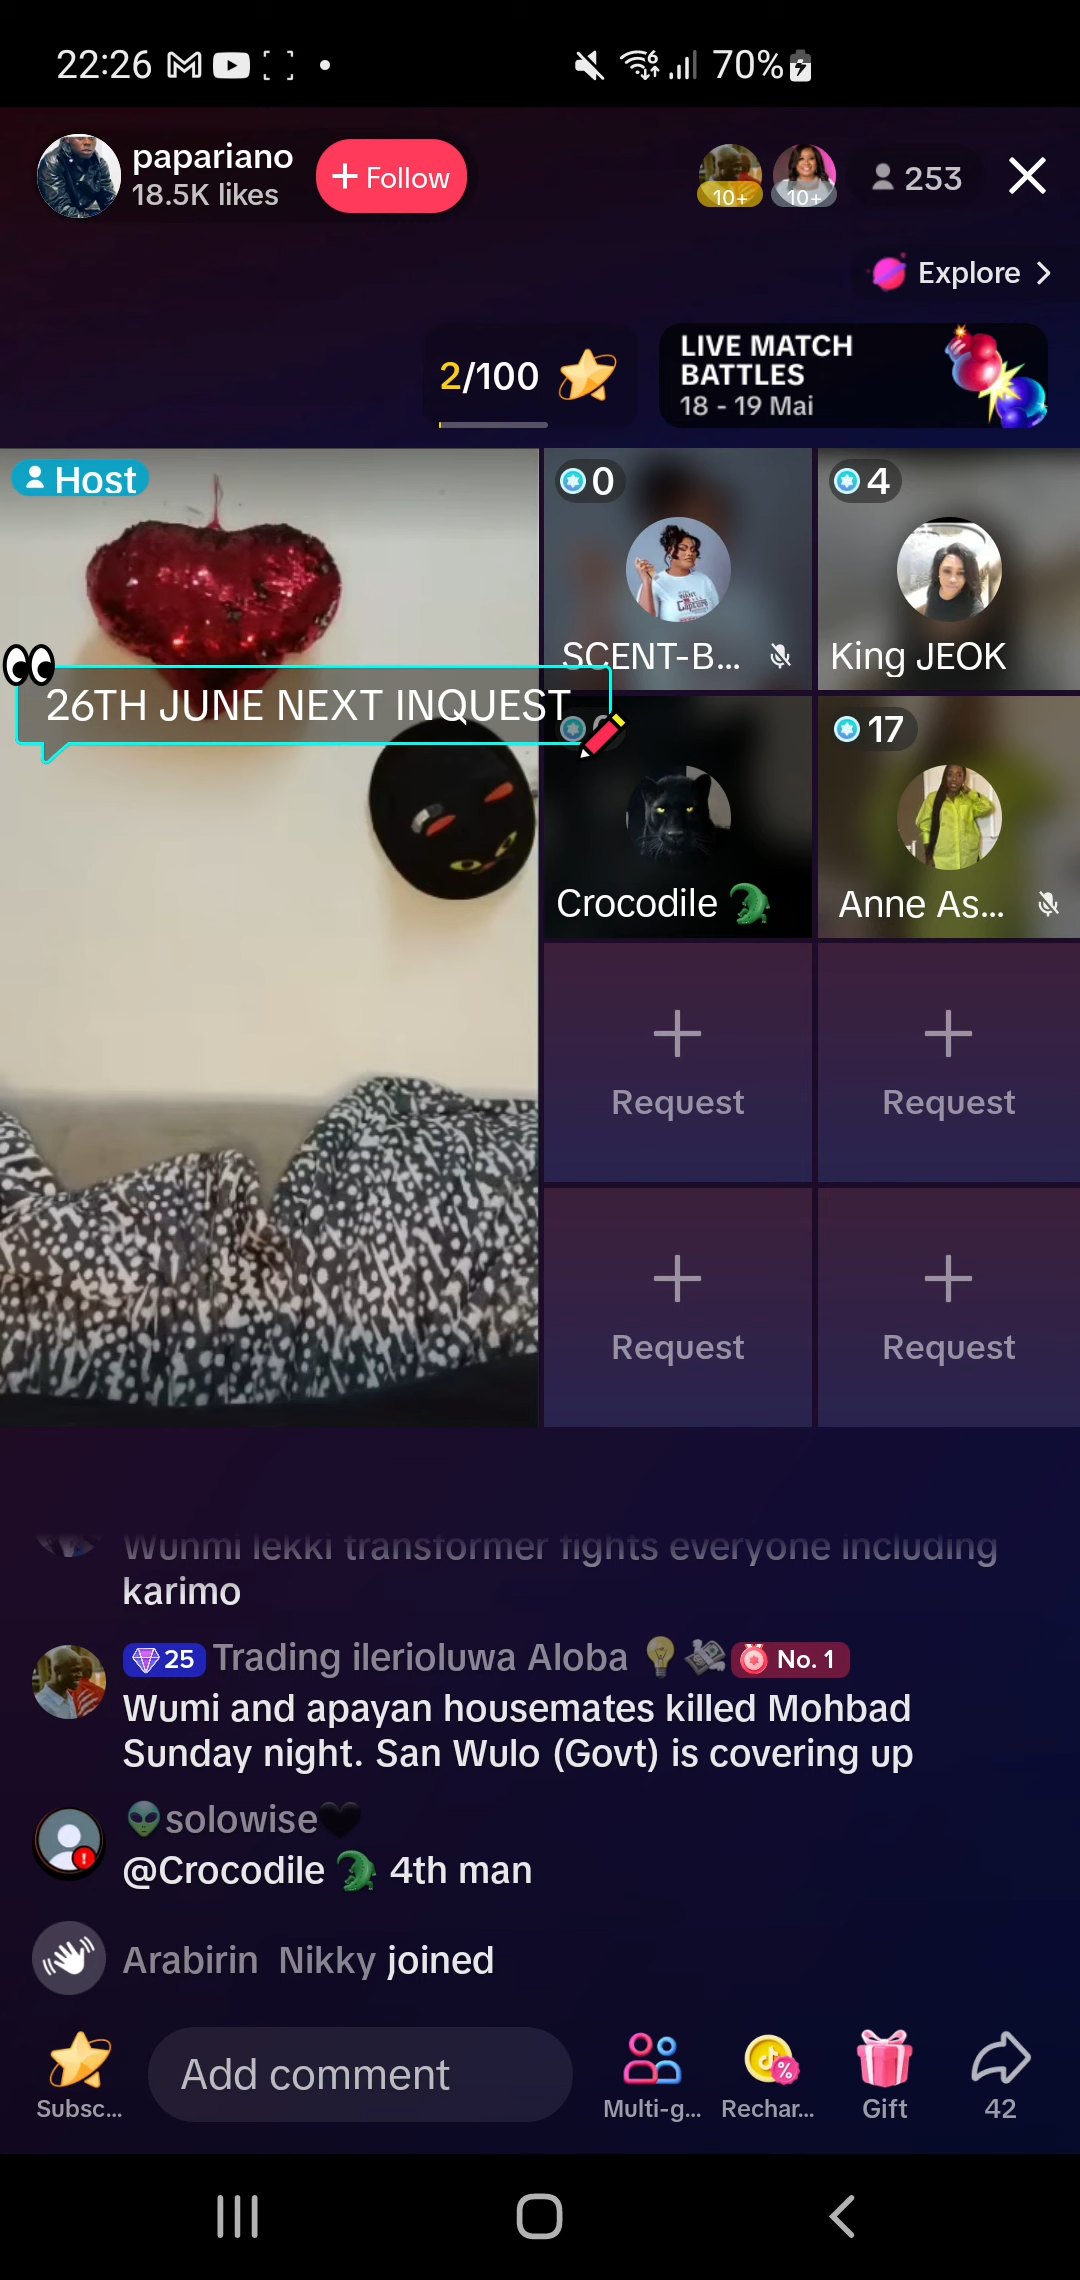 22:26
70%
papariano
18.5K likes
+ Follow
10+
10+
253
Explore
2/100
LIVE MATCH
BATTLES
18 - 19 Mai
Host
0
4
SCENT-B...
King JEOK
26TH JUNE NEXT INQUEST
17
Crocodile 🐊
Anne As...
Request
Request
Request
Request
Wunmi lekki transformer fights everyone including
karimo
25 Trading ilerioluwa Aloba 💡💸 No. 1
Wumi and apayan housemates killed Mohbad
Sunday night. San Wulo (Govt) is covering up
👽solowise🖤
@Crocodile 🐊 4th man
Arabirin Nikky joined
Add comment
Subsc...
Multi-g...
Rechar...
Gift
42